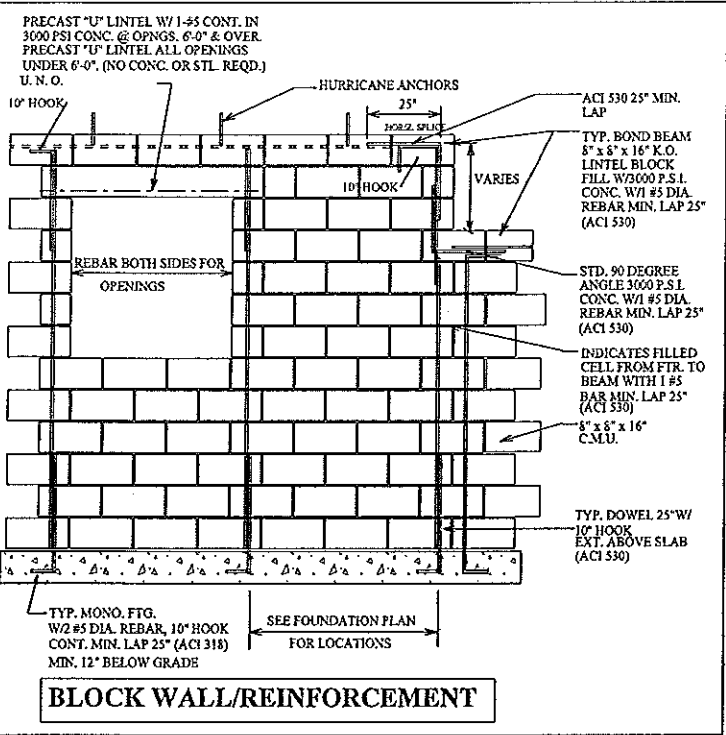 PRECAST "U" LINTEL W/ 1-#5 CONT. IN
3000 PSI CONC. @ OPNGS. 6'-0" & OVER.
PRECAST "U" LINTEL ALL OPENINGS
UNDER 6'-0". (NO CONC. OR STL. REQD.)
U. N. O.
10" HOOK
HURRICANE ANCHORS
25"
HORIZ. SPLICE
10" HOOK
VARIES
REBAR BOTH SIDES FOR
OPENINGS
ACI 530 25" MIN.
LAP
TYP. BOND BEAM
8" x 8" x 16" K.O.
LINTEL BLOCK
FILL W/3000 P.S.I.
CONC. W/1 #5 DIA.
REBAR MIN. LAP 25"
(ACI 530)
STD. 90 DEGREE
ANGLE 3000 P.S.I.
CONC. W/1 #5 DIA.
REBAR MIN. LAP 25"
(ACI 530)
INDICATES FILLED
CELL FROM FTR. TO
BEAM WITH 1 #5
BAR MIN. LAP 25"
(ACI 530)
8" x 8" x 16"
C.M.U.
TYP. DOWEL 25"W/
10" HOOK
EXT. ABOVE SLAB
(ACI 530)
TYP. MONO. FTG.
W/2 #5 DIA. REBAR, 10" HOOK
CONT. MIN. LAP 25" (ACI 318)
MIN. 12" BELOW GRADE
SEE FOUNDATION PLAN
FOR LOCATIONS
BLOCK WALL/REINFORCEMENT